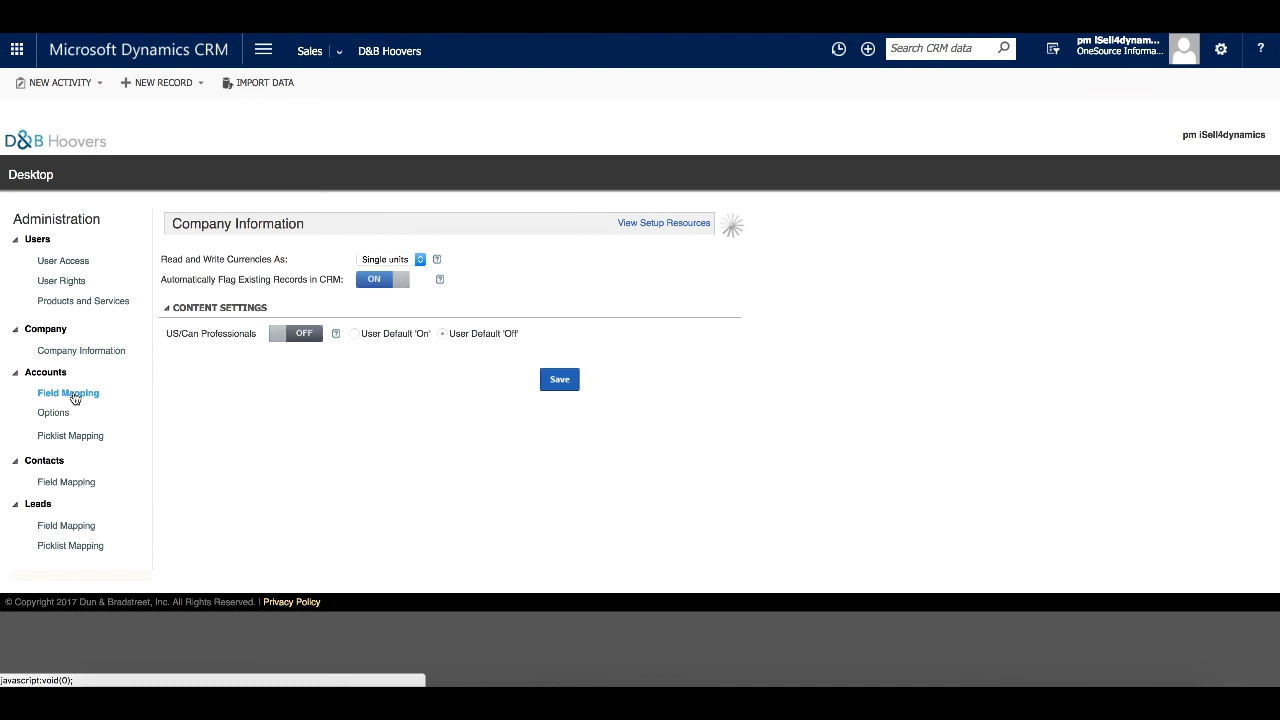 Microsoft Dynamics CRM
Sales
D&B Hoovers
Search CRM data
pm iSell4dynam...
OneSource Informa...
?
NEW ACTIVITY
NEW RECORD
IMPORT DATA
D&B Hoovers
pm iSell4dynamics
Desktop
Administration
Users
User Access
User Rights
Products and Services
Company
Company Information
Accounts
Field Mapping
Options
Picklist Mapping
Contacts
Field Mapping
Leads
Field Mapping
Picklist Mapping
Company Information
View Setup Resources
Read and Write Currencies As: Single units ?
Automatically Flag Existing Records in CRM: ON ?
CONTENT SETTINGS
US/Can Professionals OFF ? User Default 'On' User Default 'Off'
Save
© Copyright 2017 Dun & Bradstreet, Inc. All Rights Reserved. | Privacy Policy
javascript:void(0);